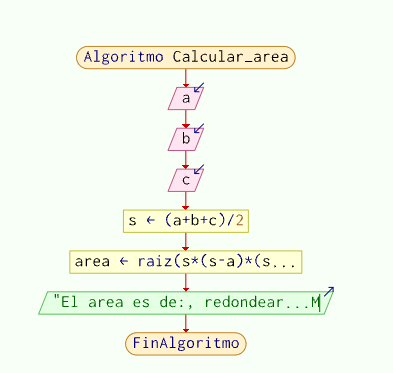 Algoritmo Calcular_area
a
b
c
s ← (a+b+c)/2
area ← raiz(s*(s-a)*(s...
"El area es de:, redondear...M
FinAlgoritmo